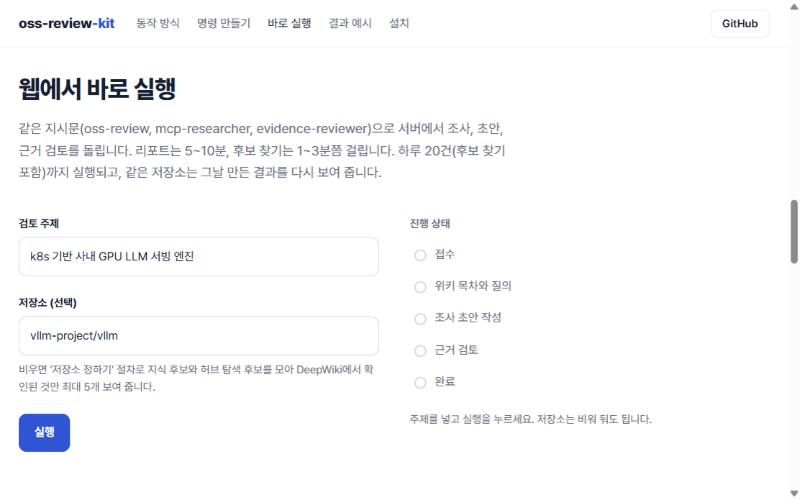 oss-review-kit 동작 방식 명령 만들기 바로 실행 결과 예시 설치 GitHub
웹에서 바로 실행
같은 지시문(oss-review, mcp-researcher, evidence-reviewer)으로 서버에서 조사, 초안,
근거 검토를 돌립니다. 리포트는 5~10분, 후보 찾기는 1~3분쯤 걸립니다. 하루 20건(후보 찾기
포함)까지 실행되고, 같은 저장소는 그날 만든 결과를 다시 보여 줍니다.
검토 주제
k8s 기반 사내 GPU LLM 서빙 엔진
저장소 (선택)
vllm-project/vllm
비우면 '저장소 정하기' 절차로 지식 후보와 허브 탐색 후보를 모아 DeepWiki에서 확
인된 것만 최대 5개 보여 줍니다.
실행
진행 상태
접수
위키 목차와 질의
조사 초안 작성
근거 검토
완료
주제를 넣고 실행을 누르세요. 저장소는 비워 둬도 됩니다.